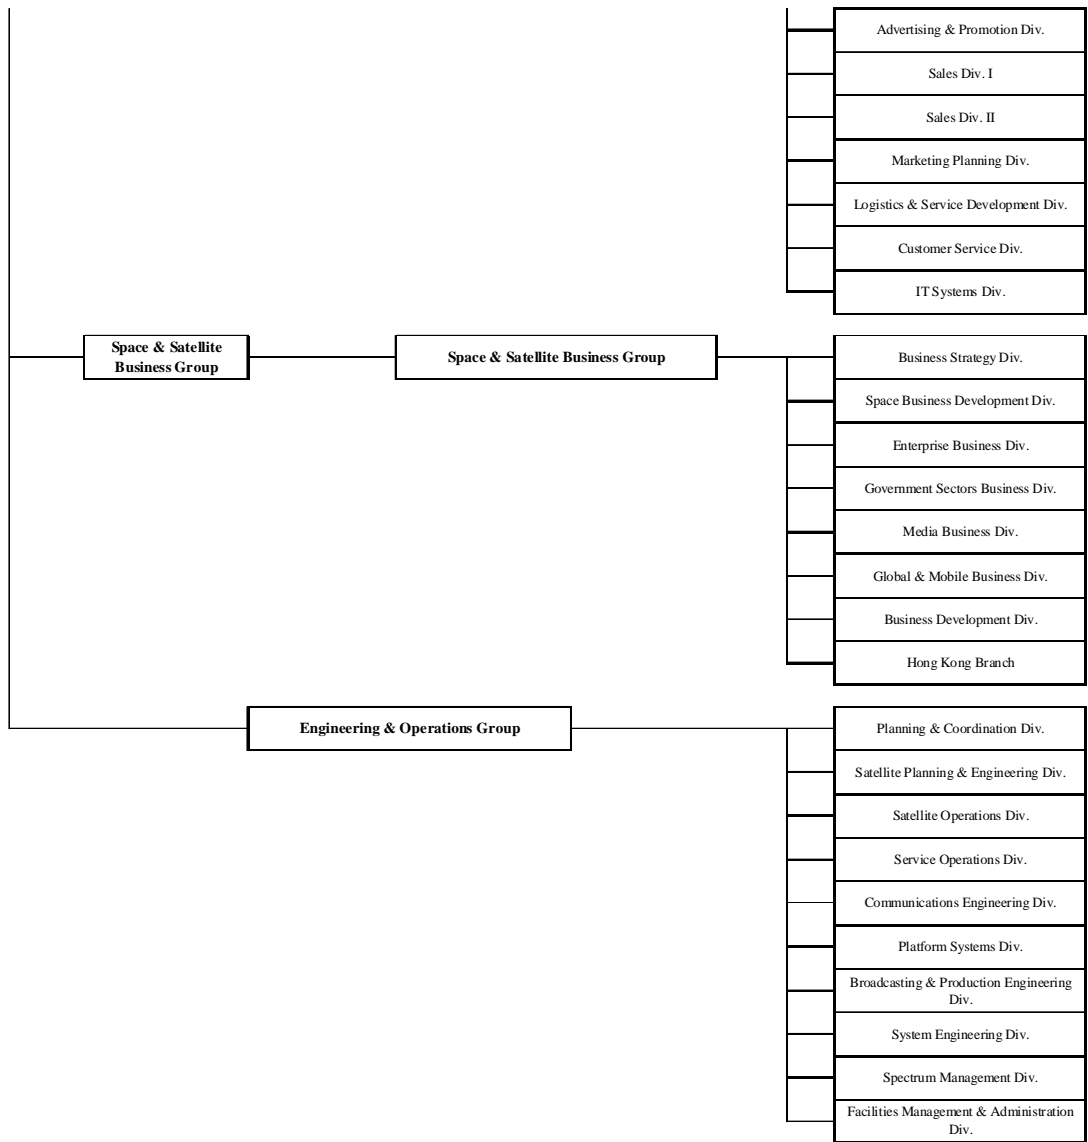 Advertising & Promotion Div.
Sales Div. I
Sales Div. II
Marketing Planning Div.
Logistics & Service Development Div.
Customer Service Div.
IT Systems Div.
Space & Satellite
Business Group
Space & Satellite Business Group
Business Strategy Div.
Space Business Development Div.
Enterprise Business Div.
Government Sectors Business Div.
Media Business Div.
Global & Mobile Business Div.
Business Development Div.
Hong Kong Branch
Engineering & Operations Group
Planning & Coordination Div.
Satellite Planning & Engineering Div.
Satellite Operations Div.
Service Operations Div.
Communications Engineering Div.
Platform Systems Div.
Broadcasting & Production Engineering
Div.
System Engineering Div.
Spectrum Management Div.
Facilities Management & Administration
Div.